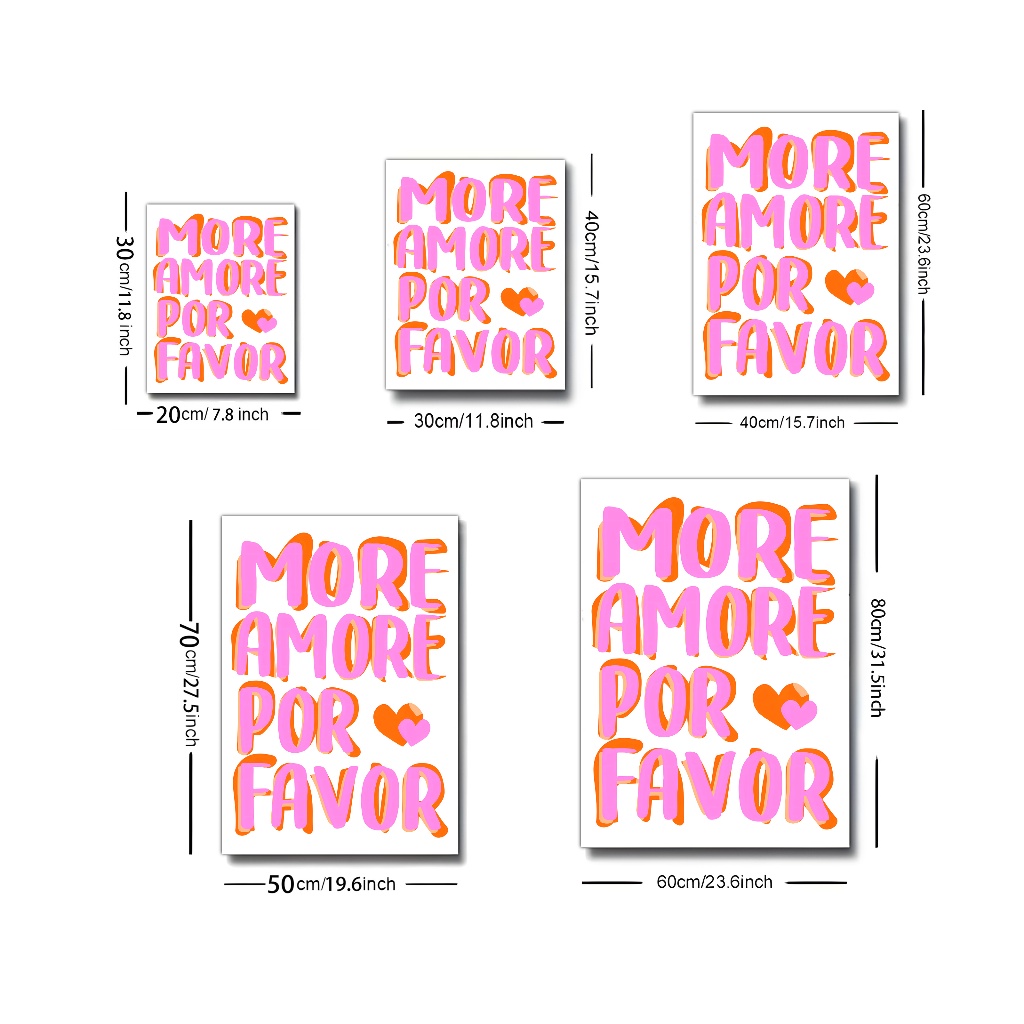 MORE
AMORE
POR
FAVOR
30cm/11.8 inch
20cm/ 7.8 inch
MORE
AMORE
POR
FAVOR
40cm/15.7inch
30cm/11.8inch
MORE
AMORE
POR
FAVOR
60cm/23.6inch
40cm/15.7inch
MORE
AMORE
POR
FAVOR
70cm/27.5inch
50cm/19.6inch
MORE
AMORE
POR
FAVOR
80cm/31.5inch
60cm/23.6inch